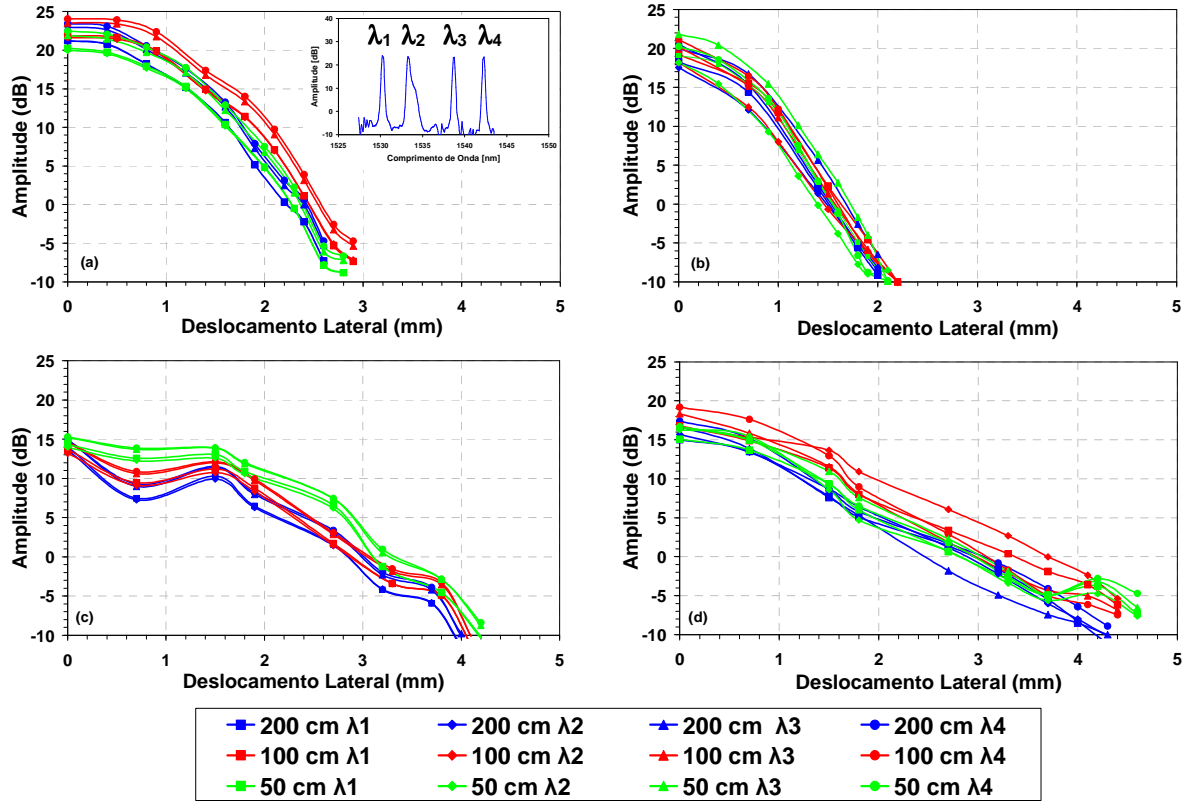 25
20
15
10
5
0
-5
-10
Amplitude (dB)
(a)
0 1 2 3 4 5
Deslocamento Lateral (mm)
λ1 λ2 λ3 λ4
40
30
20
10
0
-10
Amplitude [dB]
1525 1530 1535 1540 1545 1550
Comprimento de Onda [nm]
25
20
15
10
5
0
-5
-10
Amplitude (dB)
(b)
0 1 2 3 4 5
Deslocamento Lateral (mm)
25
20
15
10
5
0
-5
-10
Amplitude (dB)
(c)
0 1 2 3 4 5
Deslocamento Lateral (mm)
25
20
15
10
5
0
-5
-10
Amplitude (dB)
(d)
0 1 2 3 4 5
Deslocamento Lateral (mm)
200 cm λ1 200 cm λ2 200 cm λ3 200 cm λ4
100 cm λ1 100 cm λ2 100 cm λ3 100 cm λ4
50 cm λ1 50 cm λ2 50 cm λ3 50 cm λ4